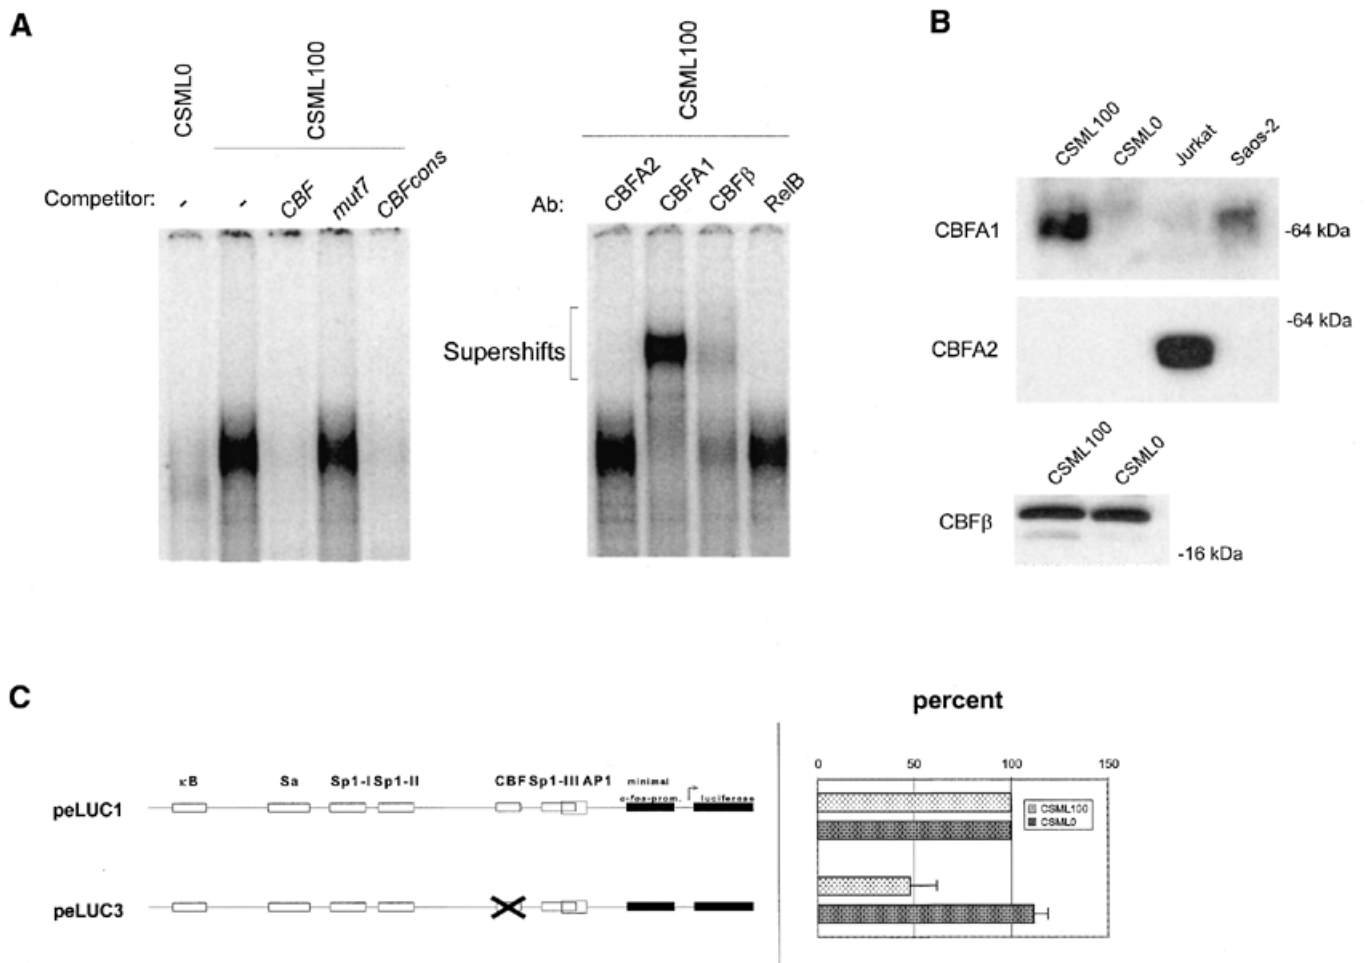 A
CSML0
CSML100
Competitor:
-
-
CBF
mut7
CBFcons
CSML100
Ab:
CBFA2
CBFA1
CBFβ
RelB
Supershifts
B
CSML100
CSML0
Jurkat
Saos-2
CBFA1
-64 kDa
CBFA2
-64 kDa
CSML100
CSML0
CBFβ
-16 kDa
C
κB
Sa
Sp1-I
Sp1-II
CBF
Sp1-III
AP1
minimal
c-fos-prom.
luciferase
peLUC1
peLUC3
percent
0
50
100
150
CSML100
CSML0